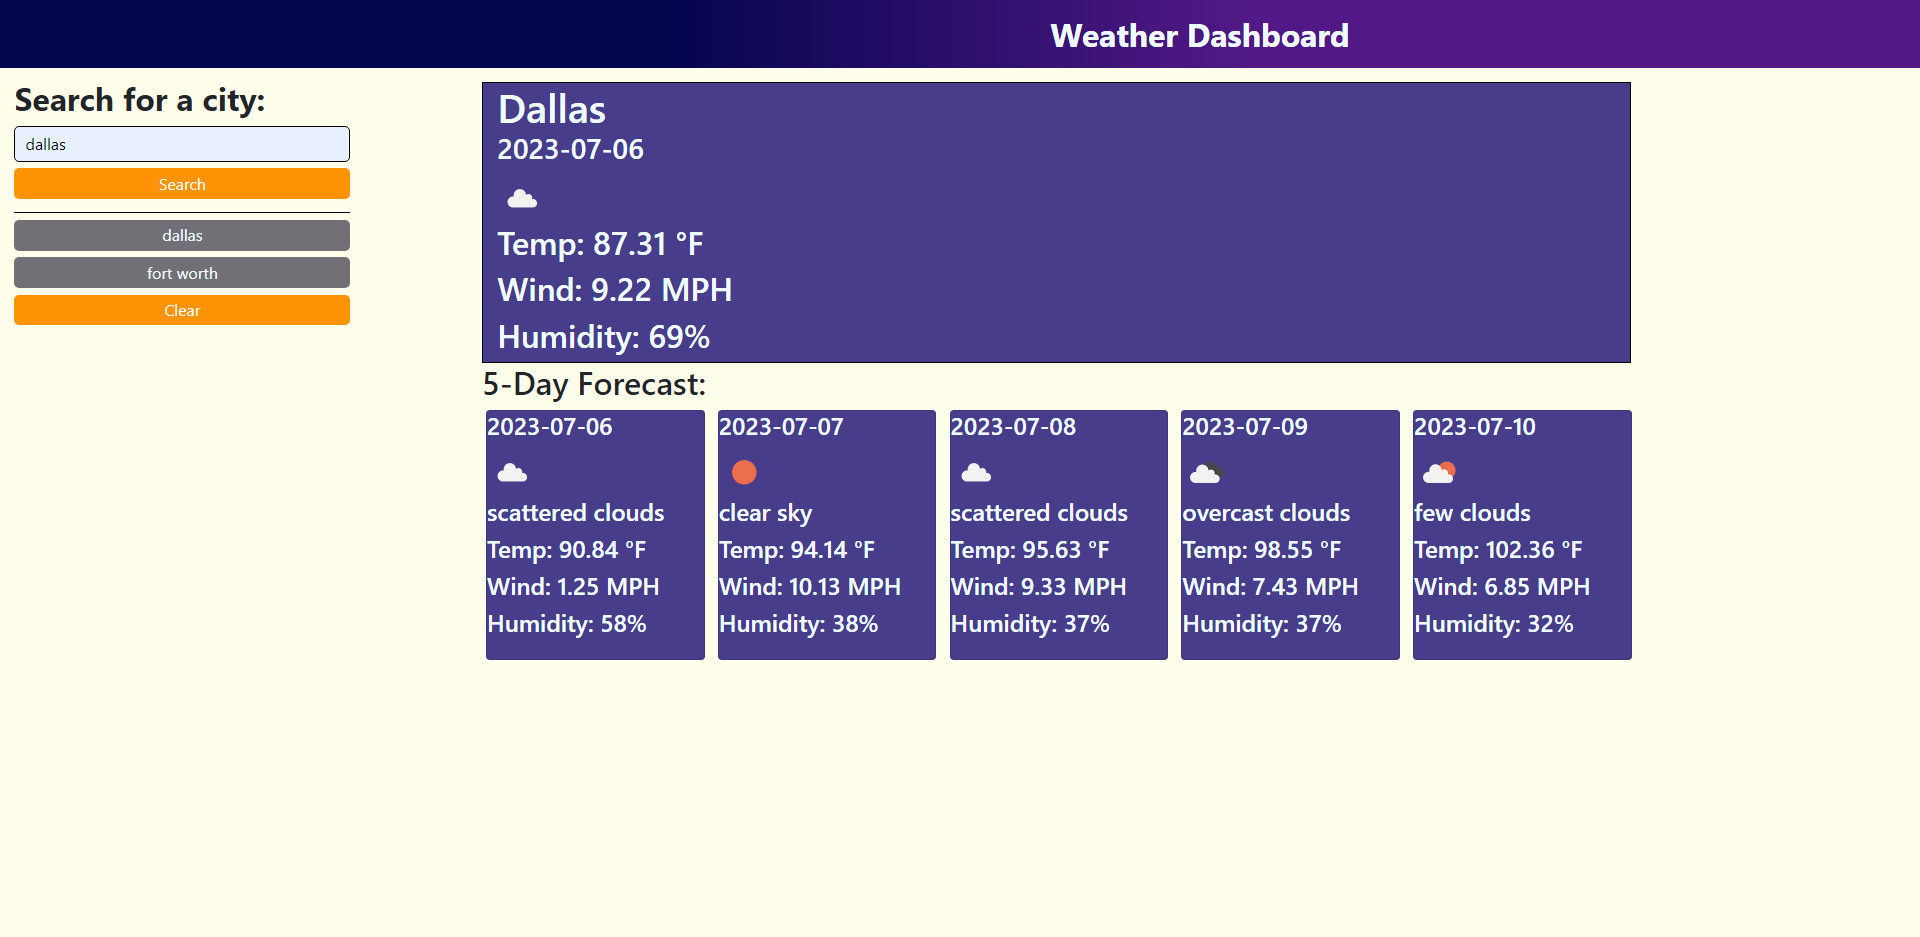 Weather Dashboard
Search for a city:
dallas
Search
dallas
fort worth
Clear
Dallas
2023-07-06
Temp: 87.31 °F
Wind: 9.22 MPH
Humidity: 69%
5-Day Forecast:
2023-07-06
scattered clouds
Temp: 90.84 °F
Wind: 1.25 MPH
Humidity: 58%
2023-07-07
clear sky
Temp: 94.14 °F
Wind: 10.13 MPH
Humidity: 38%
2023-07-08
scattered clouds
Temp: 95.63 °F
Wind: 9.33 MPH
Humidity: 37%
2023-07-09
overcast clouds
Temp: 98.55 °F
Wind: 7.43 MPH
Humidity: 37%
2023-07-10
few clouds
Temp: 102.36 °F
Wind: 6.85 MPH
Humidity: 32%